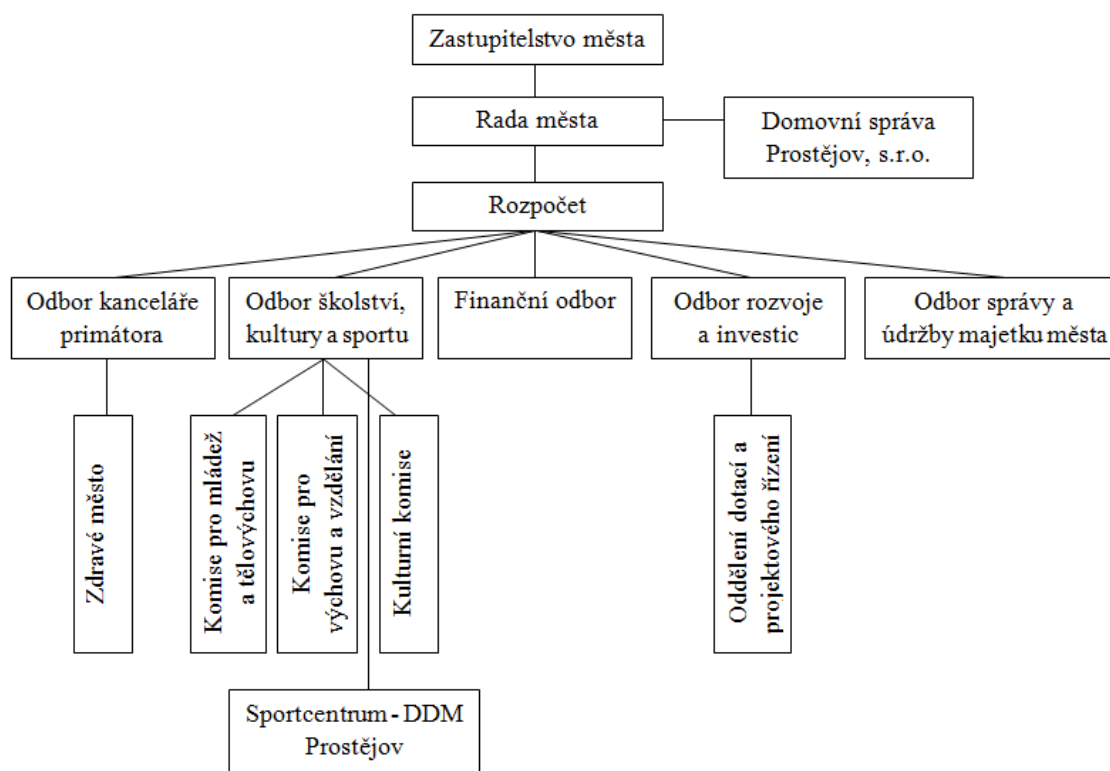 Zastupitelstvo města
Rada města
Domovní správa
Prostějov, s.r.o.
Rozpočet
Odbor kanceláře
primátora
Odbor školství,
kultury a sportu
Finanční odbor
Odbor rozvoje
a investic
Odbor správy a
údržby majetku města
Zdravé město
Komise pro mládež
a tělovýchovu
Komise pro
výchovu a vzdělání
Kulturní komise
Oddělení dotací a
projektového řízení
Sportcentrum - DDM
Prostějov